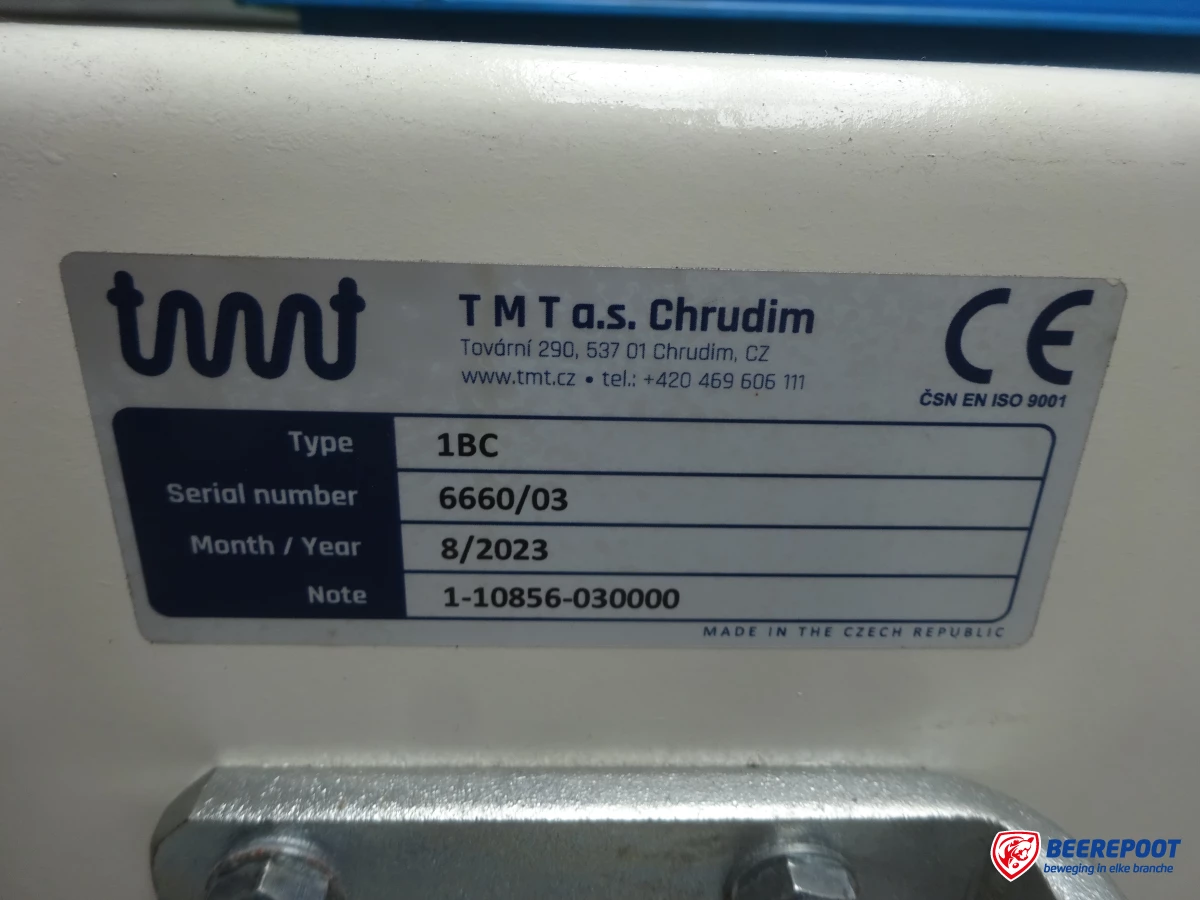 tmt
T M T a.s. Chrudim
Tovární 290, 537 01 Chrudim, CZ
www.tmt.cz • tel.: +420 469 606 111
CE
ČSN EN ISO 9001
Type 1BC
Serial number 6660/03
Month / Year 8/2023
Note 1-10856-030000
MADE IN THE CZECH REPUBLIC
BEEREPOOT
beweging in elke branche